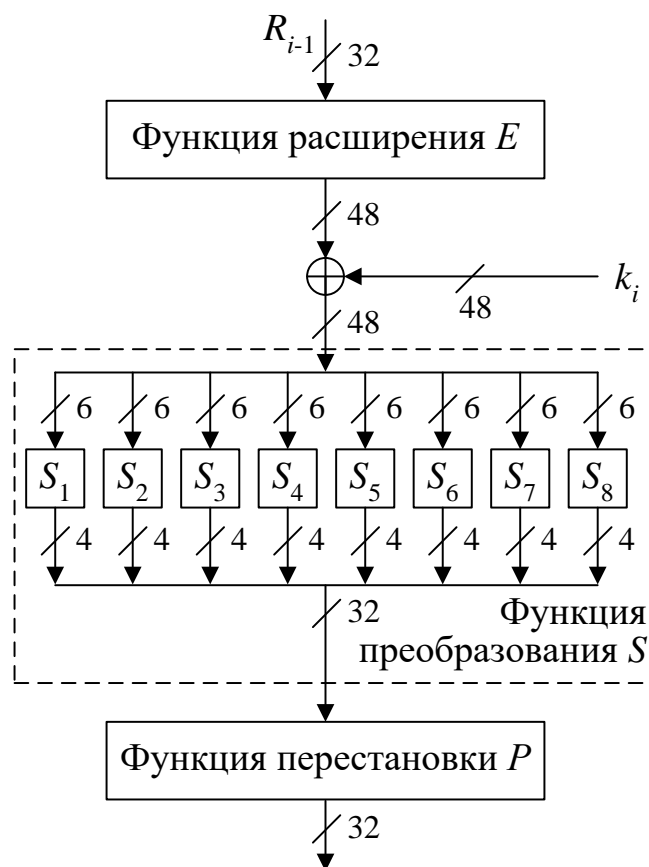 R_{i-1}
32
Функция расширения E
48
k_i
48
48
6 6 6 6 6 6 6 6
S_1 S_2 S_3 S_4 S_5 S_6 S_7 S_8
4 4 4 4 4 4 4 4
32
Функция
преобразования S
Функция перестановки P
32